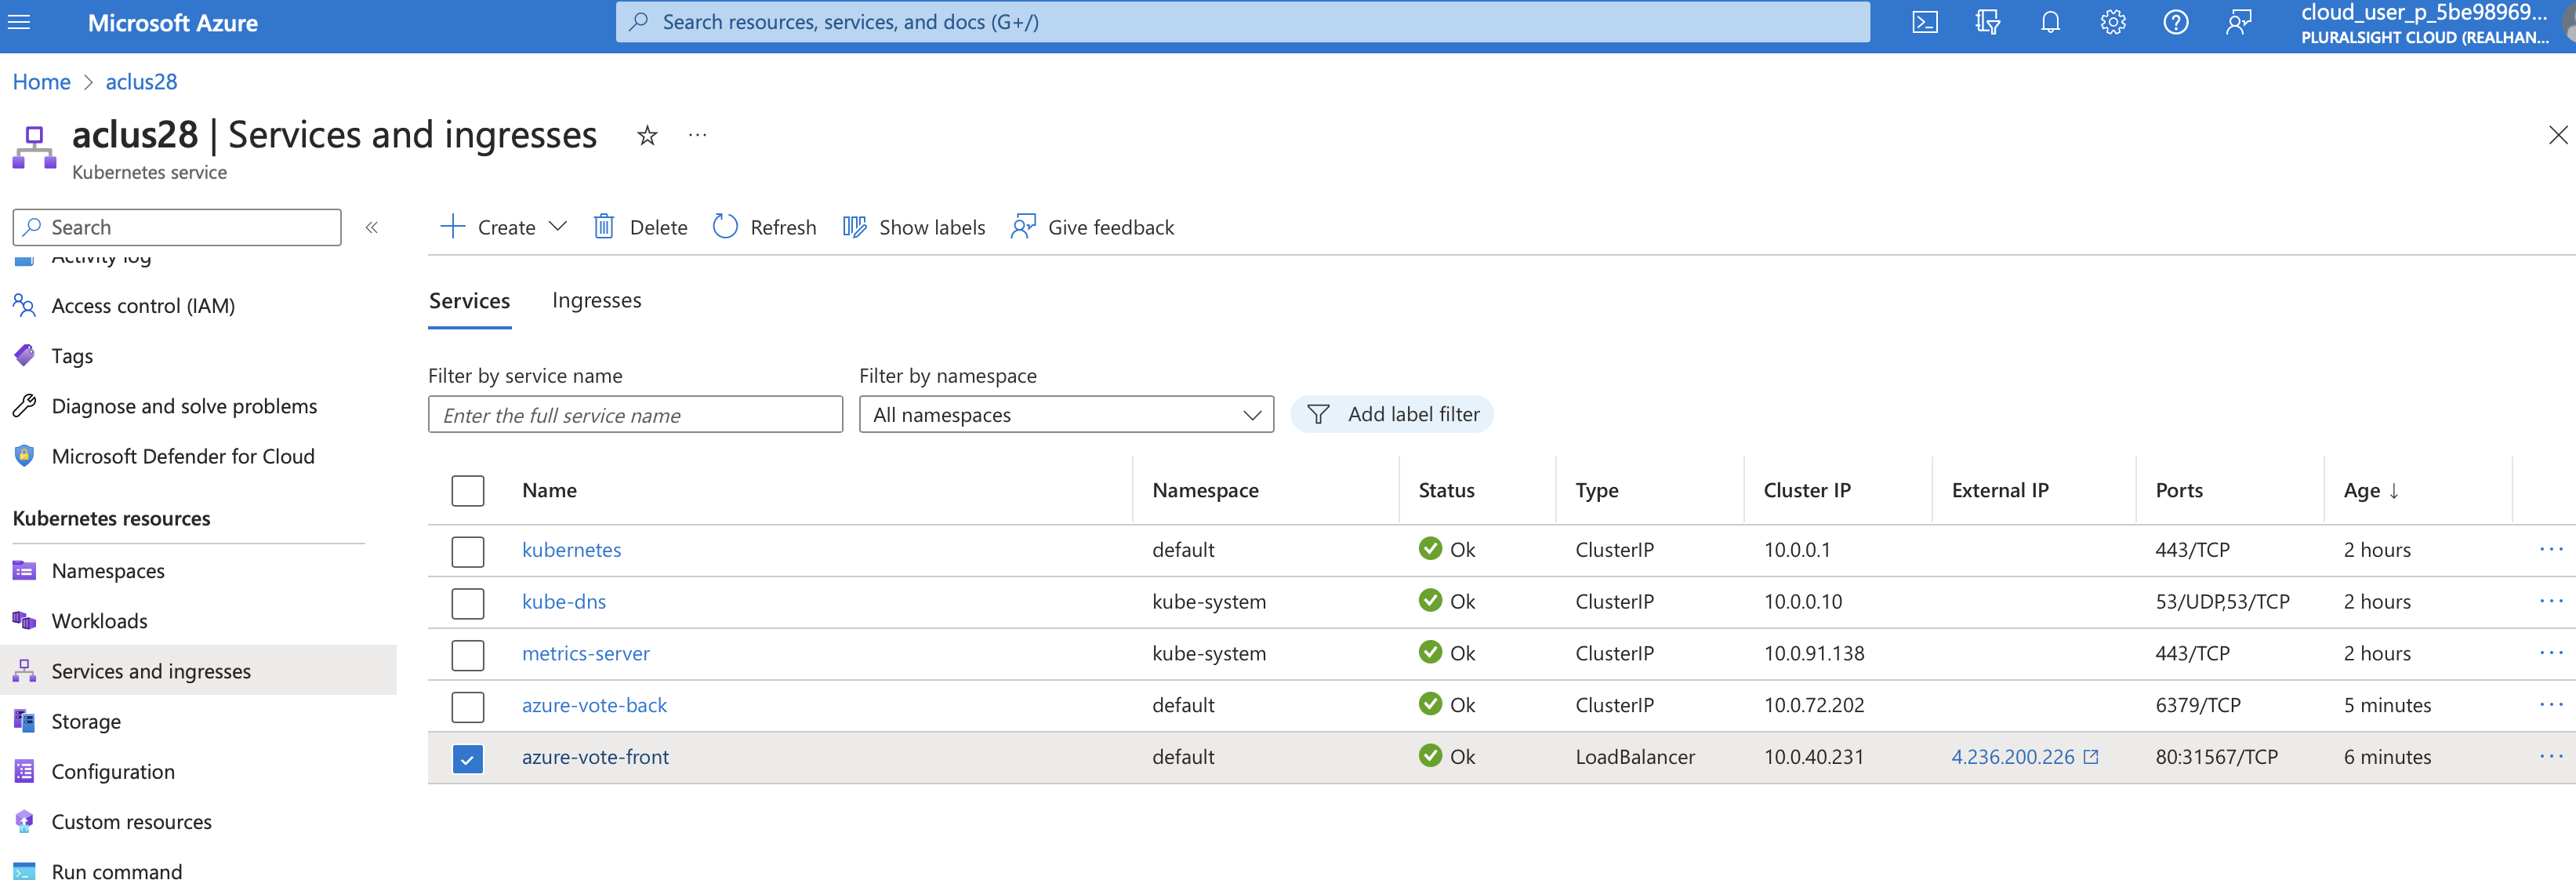 Microsoft Azure
Search resources, services, and docs (G+/)
cloud_user_p_5be98969...
PLURALSIGHT CLOUD (REALHAN...
Home > aclus28
aclus28 | Services and ingresses
Kubernetes service
Search
Create
Delete
Refresh
Show labels
Give feedback
Activity log
Access control (IAM)
Tags
Diagnose and solve problems
Microsoft Defender for Cloud
Kubernetes resources
Namespaces
Workloads
Services and ingresses
Storage
Configuration
Custom resources
Run command
Services Ingresses
Filter by service name
Enter the full service name
Filter by namespace
All namespaces
Add label filter
Name Namespace Status Type Cluster IP External IP Ports Age ↓
kubernetes default Ok ClusterIP 10.0.0.1 443/TCP 2 hours
kube-dns kube-system Ok ClusterIP 10.0.0.10 53/UDP,53/TCP 2 hours
metrics-server kube-system Ok ClusterIP 10.0.91.138 443/TCP 2 hours
azure-vote-back default Ok ClusterIP 10.0.72.202 6379/TCP 5 minutes
azure-vote-front default Ok LoadBalancer 10.0.40.231 4.236.200.226 80:31567/TCP 6 minutes